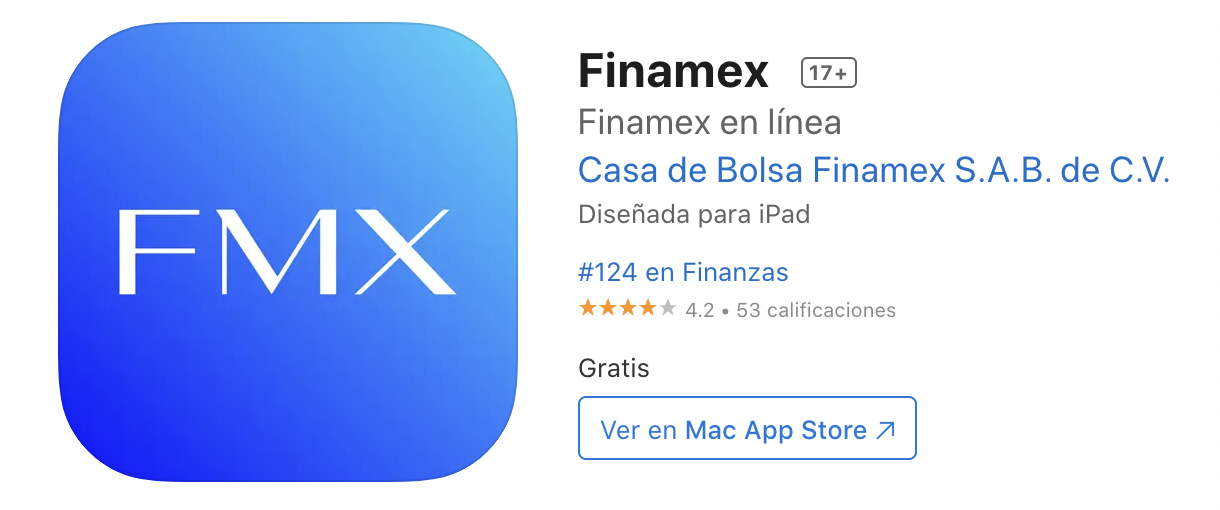 FMX
Finamex 17+
Finamex en línea
Casa de Bolsa Finamex S.A.B. de C.V.
Diseñada para iPad
#124 en Finanzas
4.2 • 53 calificaciones
Gratis
Ver en Mac App Store